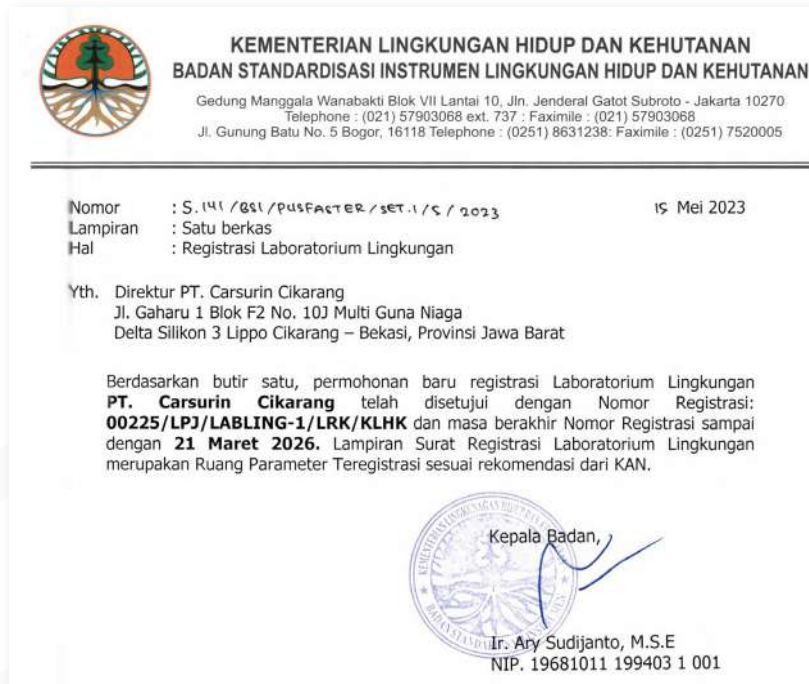 KEMENTERIAN LINGKUNGAN HIDUP DAN KEHUTANAN
BADAN STANDARDISASI INSTRUMEN LINGKUNGAN HIDUP DAN KEHUTANAN
Gedung Manggala Wanabakti Blok VII Lantai 10, Jln. Jenderal Gatot Subroto - Jakarta 10270
Telephone : (021) 57903068 ext. 737 : Faximile : (021) 57903068
Jl. Gunung Batu No. 5 Bogor, 16118 Telephone : (0251) 8631238: Faximile : (0251) 7520005
Nomor : S.141/BSI/PUSFASTER/SET.1/5/2023 15 Mei 2023
Lampiran : Satu berkas
Hal : Registrasi Laboratorium Lingkungan
Yth. Direktur PT. Carsurin Cikarang
Jl. Gaharu 1 Blok F2 No. 10J Multi Guna Niaga
Delta Silikon 3 Lippo Cikarang – Bekasi, Provinsi Jawa Barat
Berdasarkan butir satu, permohonan baru registrasi Laboratorium Lingkungan
PT. Carsurin Cikarang telah disetujui dengan Nomor Registrasi:
00225/LPJ/LABLING-1/LRK/KLHK dan masa berakhir Nomor Registrasi sampai
dengan 21 Maret 2026. Lampiran Surat Registrasi Laboratorium Lingkungan
merupakan Ruang Parameter Teregistrasi sesuai rekomendasi dari KAN.
Kepala Badan,
Ir. Ary Sudijanto, M.S.E
NIP. 19681011 199403 1 001